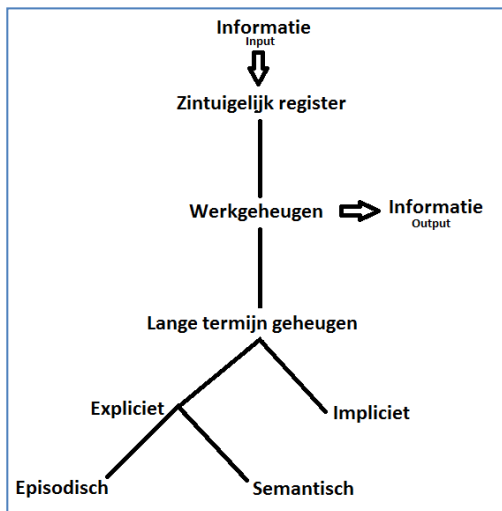 Informatie
Input
Zintuigelijk register
Werkgeheugen
Informatie
Output
Lange termijn geheugen
Expliciet
Impliciet
Episodisch
Semantisch